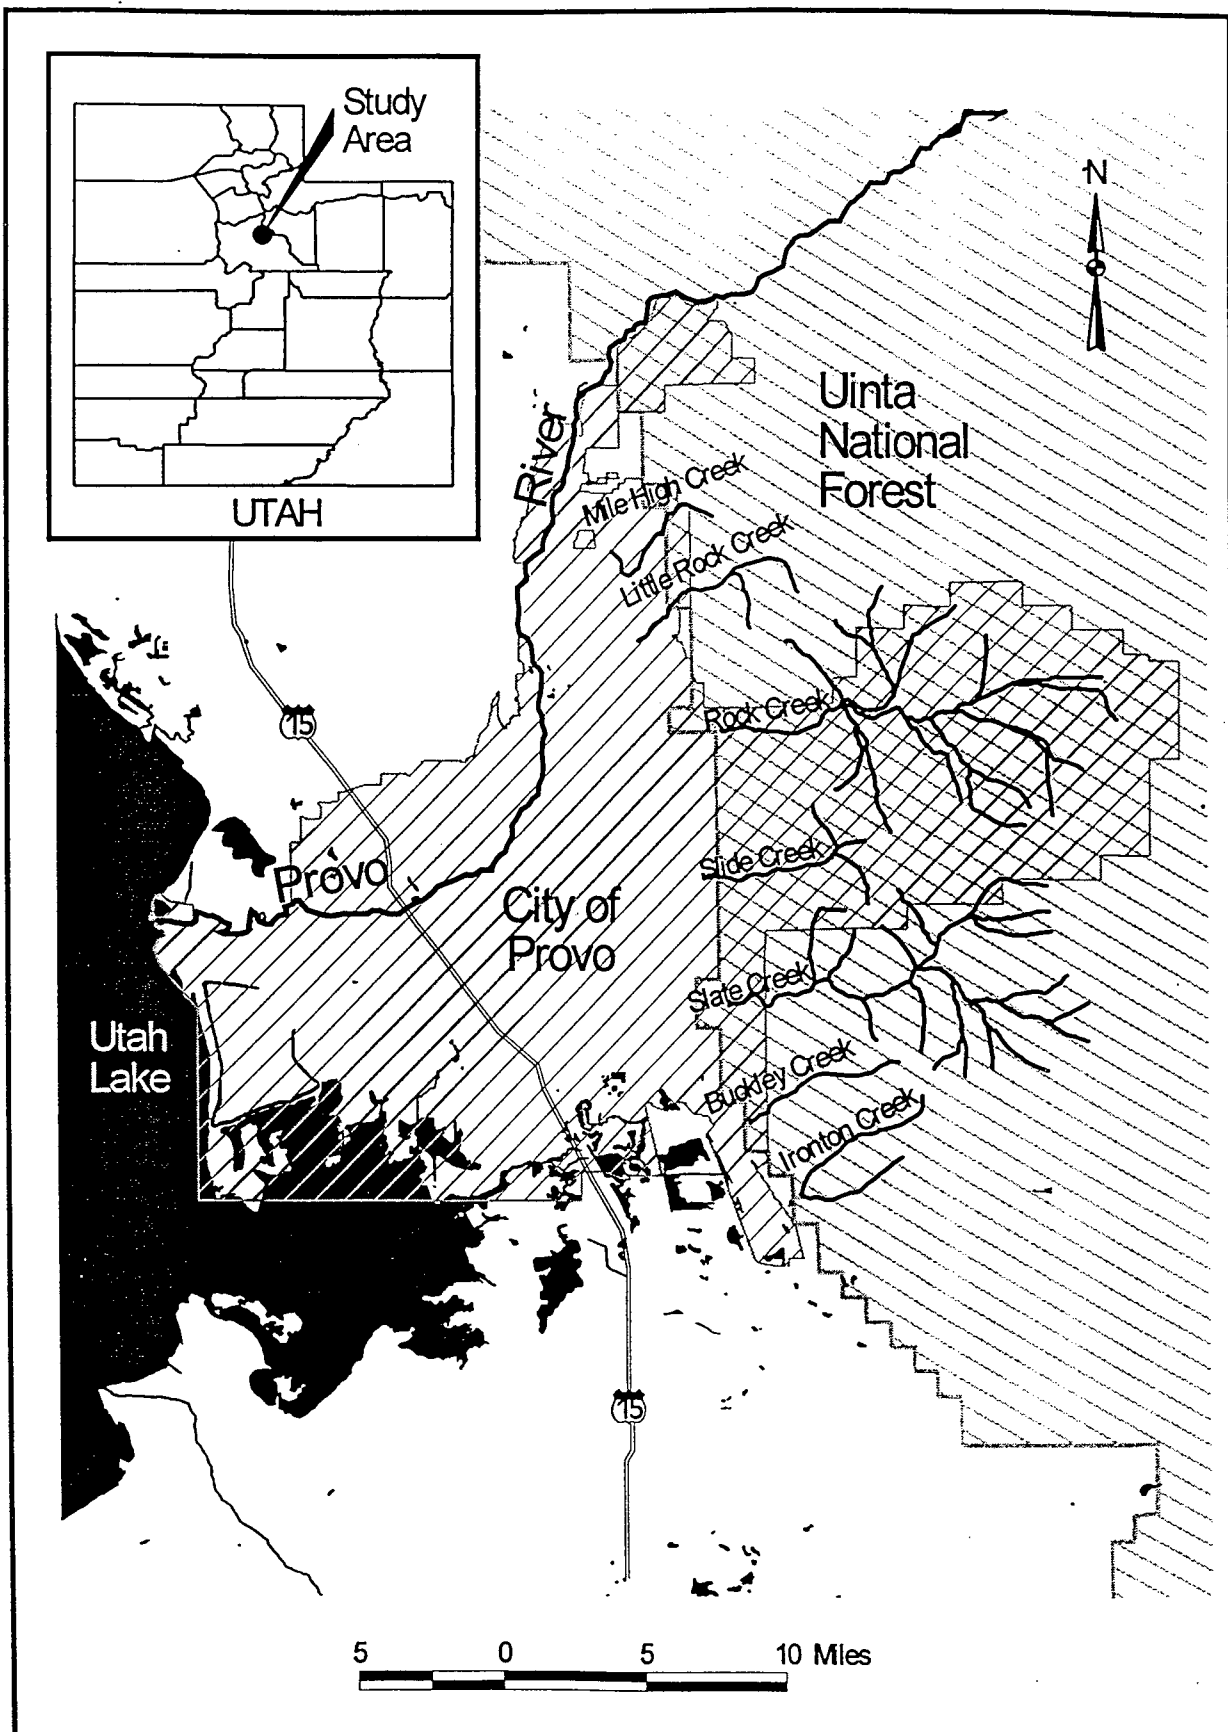 Study
Area
UTAH
N
Uinta
National
Forest
River
Mile High Creek
Little Rock Creek
Rock Creek
15
Slide Creek
Provo
City of
Provo
Slate Creek
Utah
Lake
Buckley Creek
Ironton Creek
15
5 0 5 10 Miles